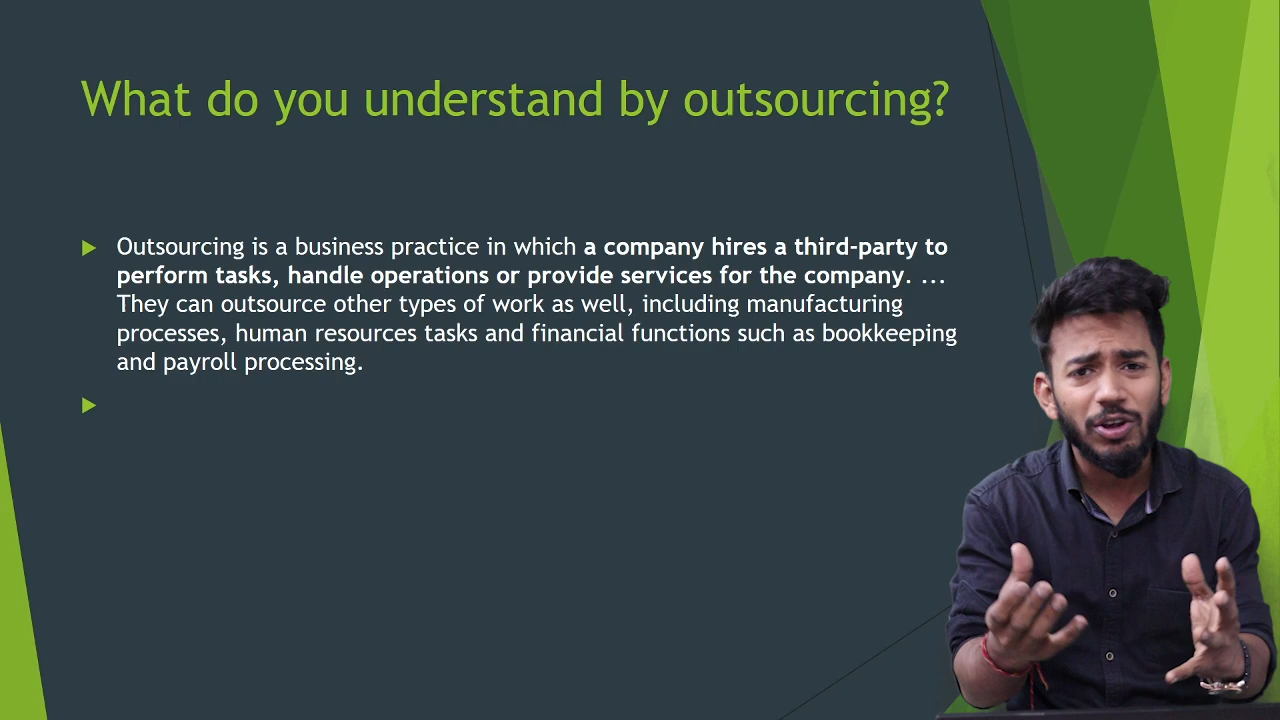 What do you understand by outsourcing?
Outsourcing is a business practice in which a company hires a third-party to
perform tasks, handle operations or provide services for the company. ...
They can outsource other types of work as well, including manufacturing
processes, human resources tasks and financial functions such as bookkeeping
and payroll processing.